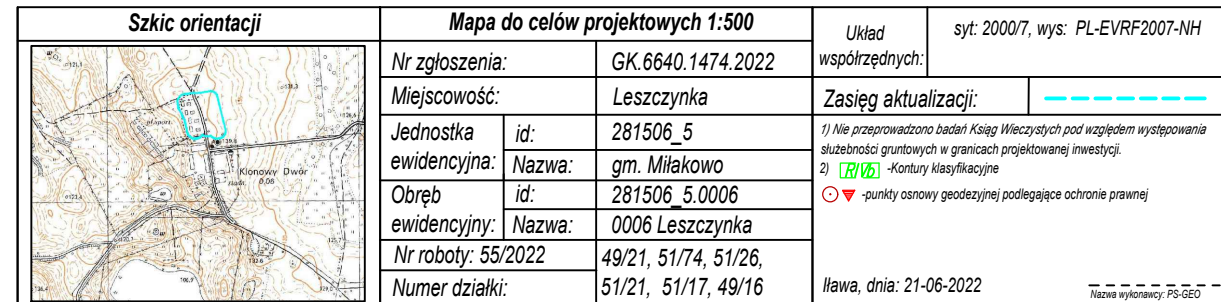 Szkic orientacji
Mapa do celów projektowych 1:500
Układ współrzędnych:
syt: 2000/7, wys: PL-EVRF2007-NH
Nr zgłoszenia:
GK.6640.1474.2022
Miejscowość:
Leszczynka
Zasięg aktualizacji:
Jednostka ewidencyjna:
id:
281506_5
Nazwa:
gm. Miłakowo
Obręb ewidencyjny:
id:
281506_5.0006
Nazwa:
0006 Leszczynka
Nr roboty: 55/2022
Numer działki:
49/21, 51/74, 51/26,
51/21, 51/17, 49/16
1) Nie przeprowadzono badań Ksiąg Wieczystych pod względem występowania
służebności gruntowych w granicach projektowanej inwestycji.
2) RIVb -Kontury klasyfikacyjne
-punkty osnowy geodezyjnej podlegające ochronie prawnej
Iława, dnia: 21-06-2022
Nazwa wykonawcy: PS-GEO
Klonowy Dwór